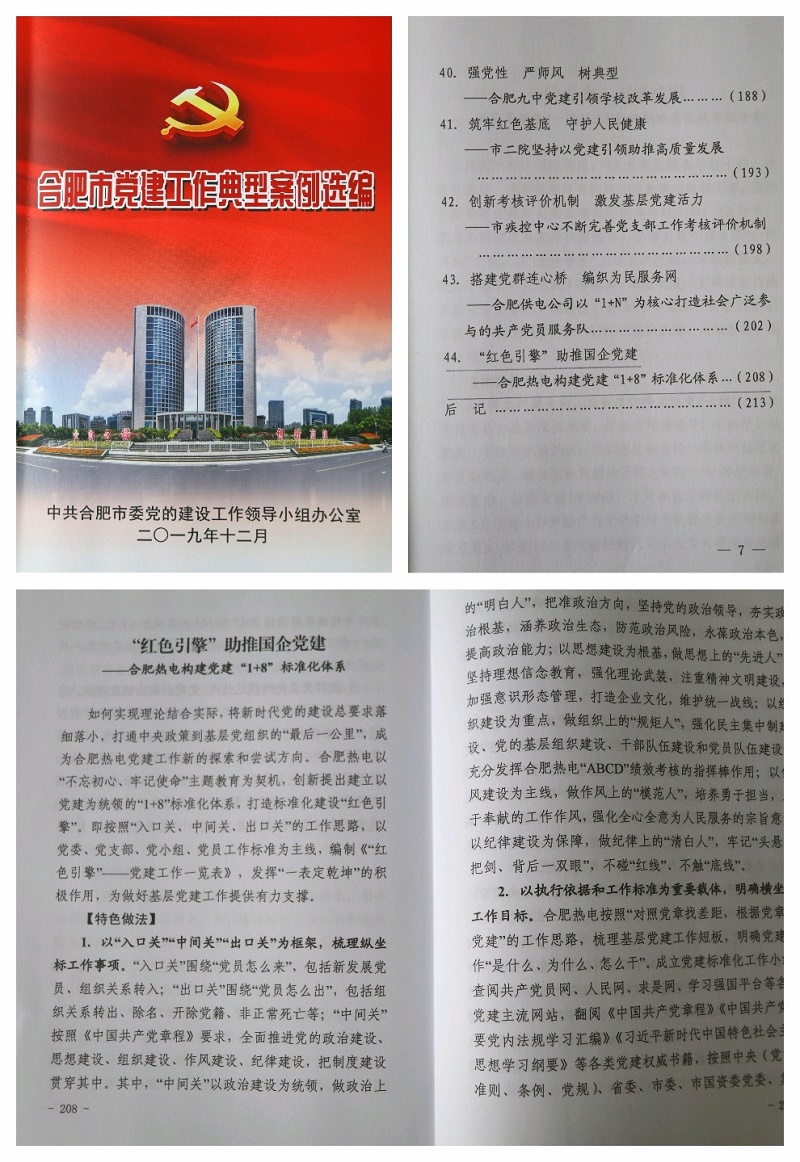 合肥市党建工作典型案例选编
中共合肥市委党的建设工作领导小组办公室
二〇一九年十二月
40. 强党性 严师风 树典型
——合肥九中党建引领学校改革发展………(188)
41. 筑牢红色基底 守护人民健康
——市二院坚持以党建引领助推高质量发展
……………………………………(193)
42. 创新考核评价机制 激发基层党建活力
——市疾控中心不断完善党支部工作考核评价机制
……………………………………(198)
43. 搭建党群连心桥 编织为民服务网
——合肥供电公司以“1+N”为核心打造社会广泛参
与的共产党员服务队……………………(202)
44. “红色引擎”助推国企党建
——合肥热电构建党建“1+8”标准化体系…(208)
后 记……………………………………(213)
— 7 —
“红色引擎”助推国企党建
——合肥热电构建党建“1+8”标准化体系
如何实现理论结合实际，将新时代党的建设总要求落
细落小，打通中央政策到基层党组织的“最后一公里”，成
为合肥热电党建工作新的探索和尝试方向。合肥热电以
“不忘初心、牢记使命”主题教育为契机，创新提出建立以
党建为统领的“1+8”标准化体系，打造标准化建设“红色引
擎”。即按照“入口关、中间关、出口关”的工作思路，以
党委、党支部、党小组、党员工作标准为主线，编制《“红
色引擎”——党建工作一览表》，发挥“一表定乾坤”的积
极作用，为做好基层党建工作提供有力支撑。
【特色做法】
1. 以“入口关”“中间关”“出口关”为框架，梳理纵坐
标工作事项。“入口关”围绕“党员怎么来”，包括新发展党
员、组织关系转入；“出口关”围绕“党员怎么出”，包括组
织关系转出、除名、开除党籍、非正常死亡等；“中间关”
按照《中国共产党章程》要求，全面推进党的政治建设、
思想建设、组织建设、作风建设、纪律建设，把制度建设
贯穿其中。其中，“中间关”以政治建设为统领，做政治上
- 208 -
的“明白人”，把准政治方向，坚持党的政治领导，夯实政
治根基，涵养政治生态，防范政治风险，永葆政治本色，
提高政治能力；以思想建设为根基，做思想上的“先进人”
坚持理想信念教育，强化理论武装，注重精神文明建设，
加强意识形态管理，打造企业文化，维护统一战线；以组
织建设为重点，做组织上的“规矩人”，强化民主集中制建
设、党的基层组织建设、干部队伍建设和党员队伍建设
充分发挥合肥热电“ABCD”绩效考核的指挥棒作用；以作
风建设为主线，做作风上的“模范人”，培养勇于担当，
于奉献的工作作风，强化全心全意为人民服务的宗旨意
以纪律建设为保障，做纪律上的“清白人”，牢记“头悬
把剑、背后一双眼”，不碰“红线”、不触“底线”。
2. 以执行依据和工作标准为重要载体，明确横坐
工作目标。合肥热电按照“对照党章找差距，根据党章
党建”的工作思路，梳理基层党建工作短板，明确党建
作“是什么、为什么、怎么干”。成立党建标准化工作小
查阅共产党员网、人民网、求是网、学习强国平台等各
党建主流网站，翻阅《中国共产党章程》《中国共产党
要党内法规学习汇编》《习近平新时代中国特色社会主
思想学习纲要》等各类党建权威书籍，按照中央（党
准则、条例、党规）、省委、市委、市国资委党委、